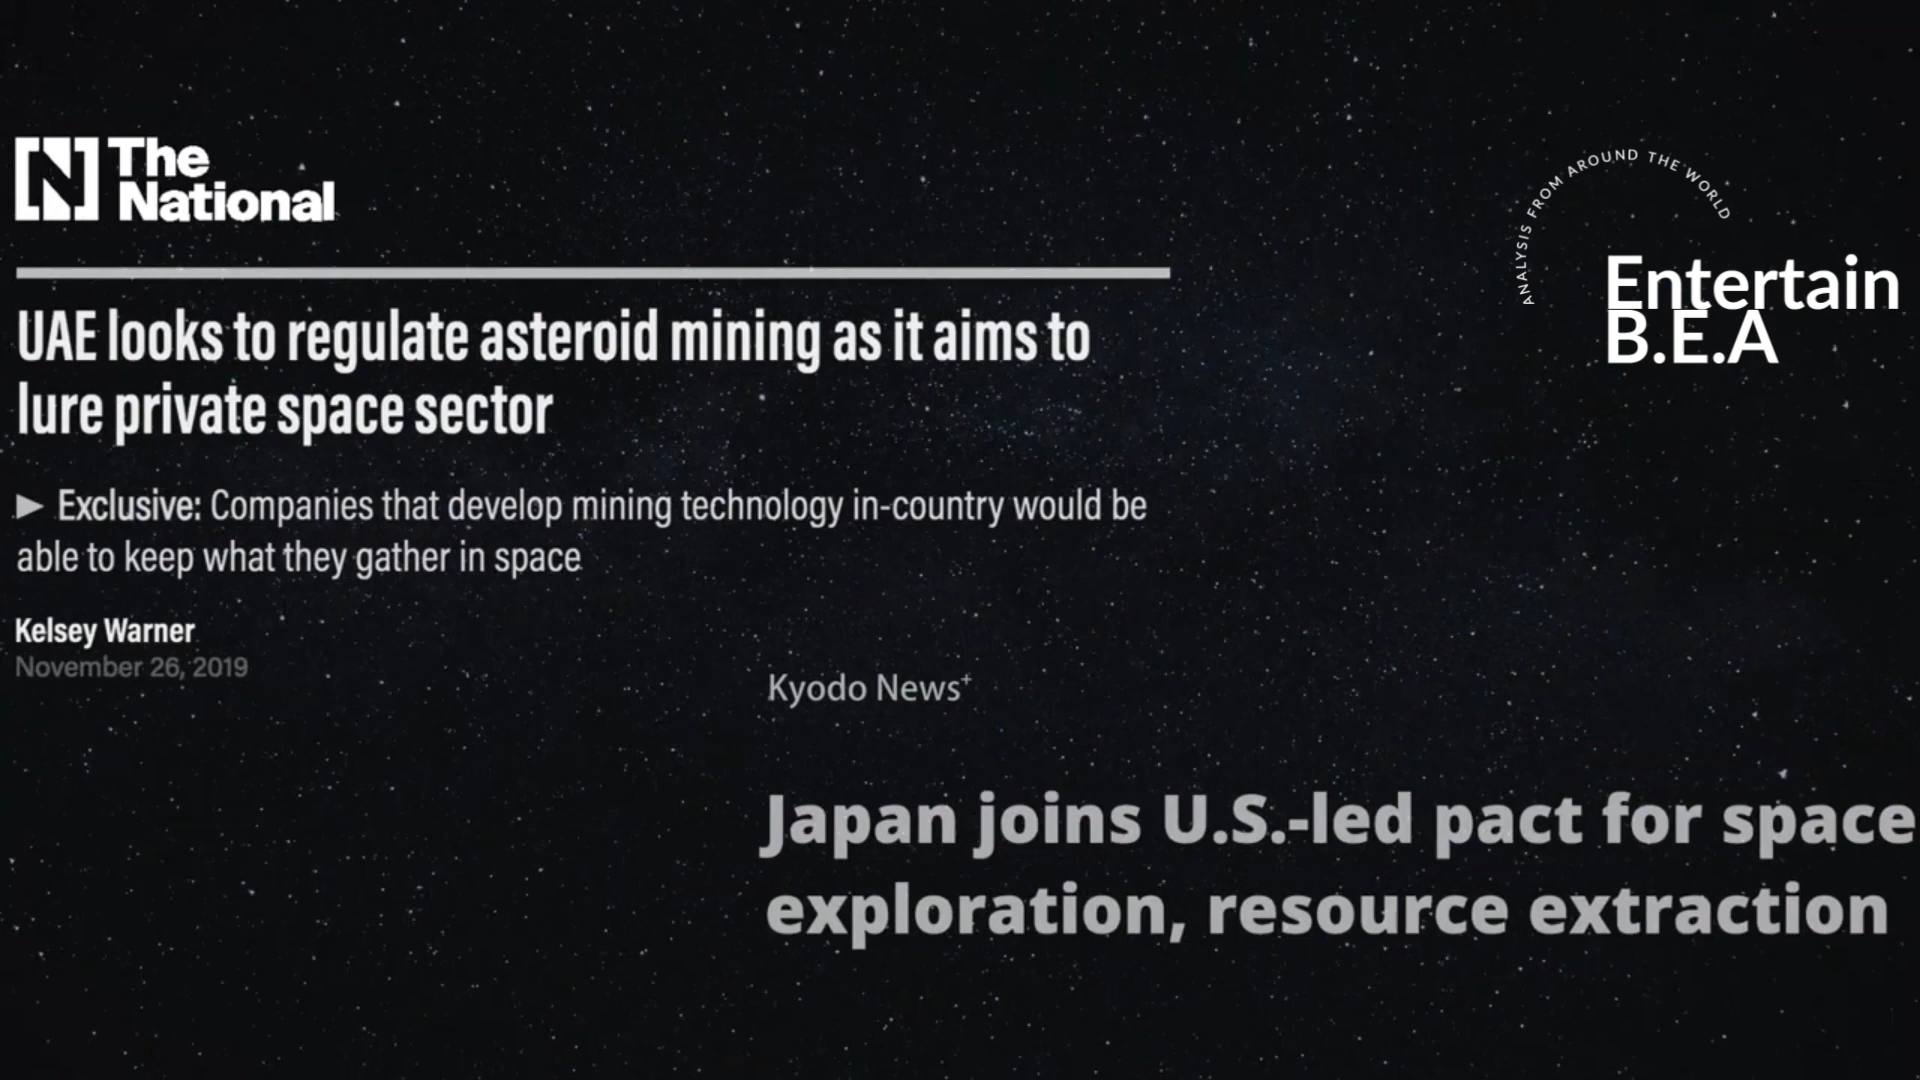 The
National
ANALYSIS FROM AROUND THE WORLD
Entertain
B.E.A
UAE looks to regulate asteroid mining as it aims to
lure private space sector
▶ Exclusive: Companies that develop mining technology in-country would be
able to keep what they gather in space
Kelsey Warner
November 26, 2019
Kyodo News+
Japan joins U.S.-led pact for space
exploration, resource extraction